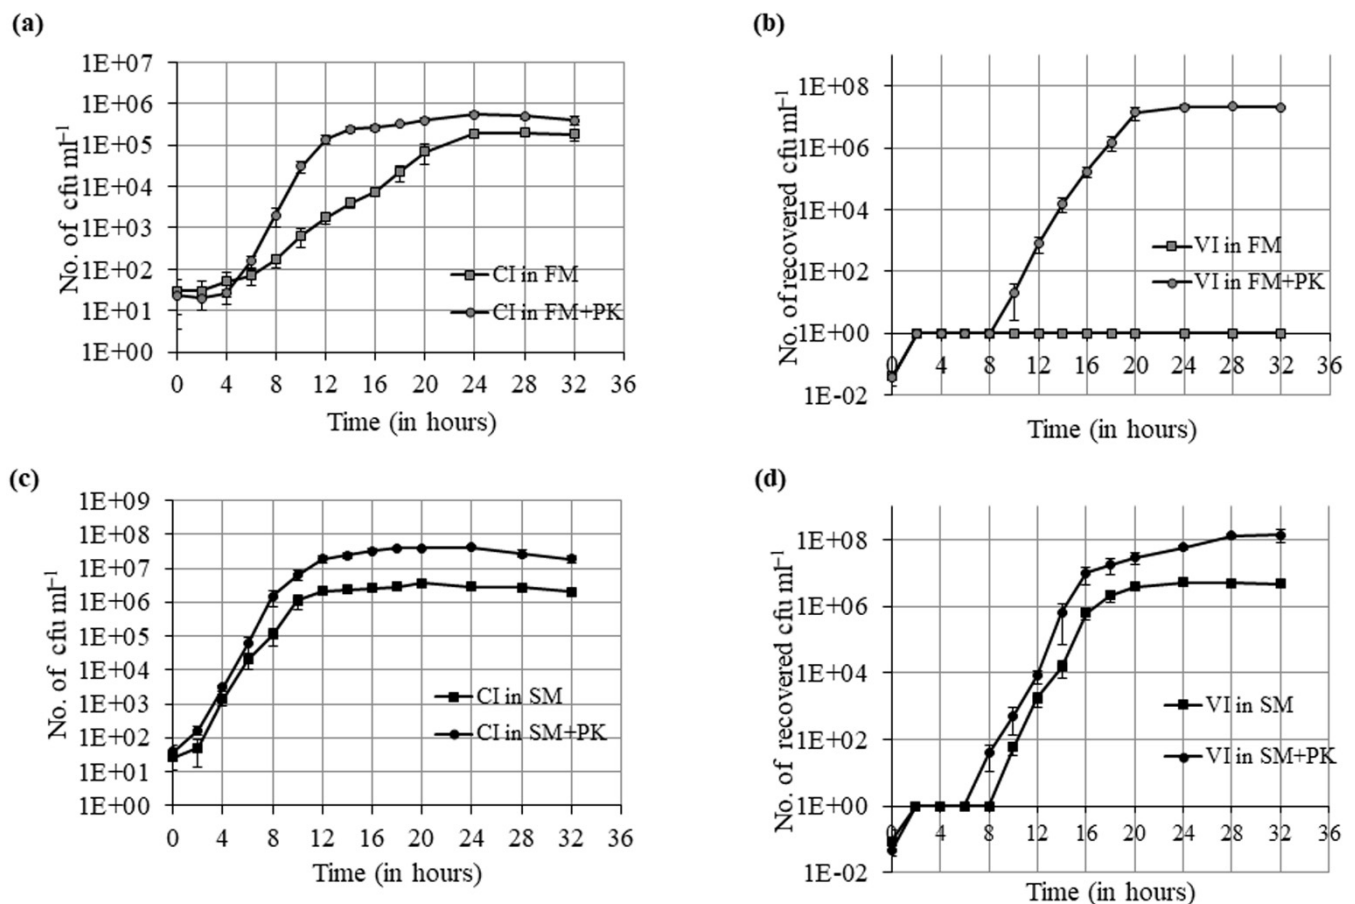 (a)
1E+07
1E+06
1E+05
1E+04
1E+03
1E+02
1E+01
1E+00
No. of cfu ml⁻¹
CI in FM
CI in FM+PK
0 4 8 12 16 20 24 28 32 36
Time (in hours)
(b)
1E+08
1E+06
1E+04
1E+02
1E+00
1E-02
No. of recovered cfu ml⁻¹
VI in FM
VI in FM+PK
0 4 8 12 16 20 24 28 32 36
Time (in hours)
(c)
1E+09
1E+08
1E+07
1E+06
1E+05
1E+04
1E+03
1E+02
1E+01
1E+00
No. of cfu ml⁻¹
CI in SM
CI in SM+PK
0 4 8 12 16 20 24 28 32 36
Time (in hours)
(d)
1E+08
1E+06
1E+04
1E+02
1E+00
1E-02
No. of recovered cfu ml⁻¹
VI in SM
VI in SM+PK
0 4 8 12 16 20 24 28 32 36
Time (in hours)